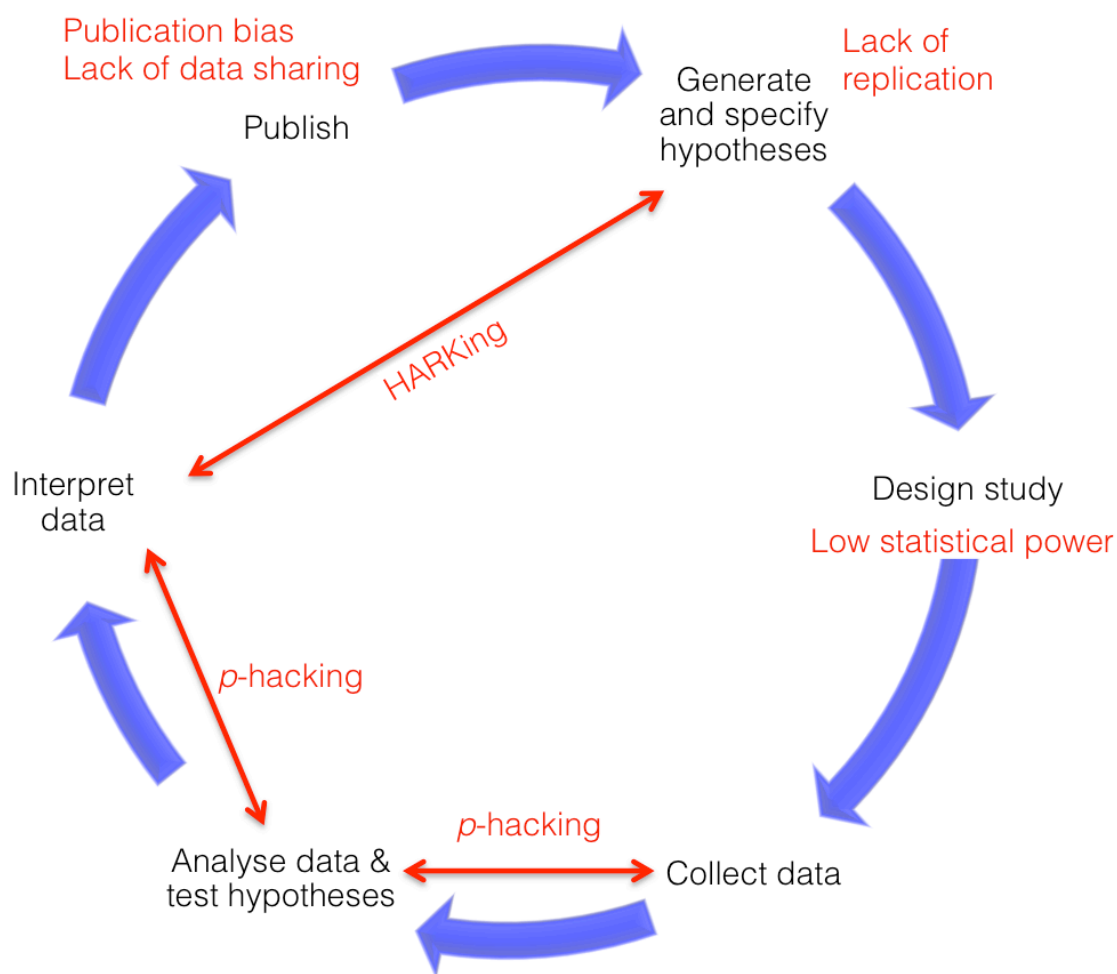 Publication bias
Lack of data sharing
Publish
Lack of
replication
Generate
and specify
hypotheses
HARKing
Interpret
data
Design study
Low statistical power
p-hacking
p-hacking
Analyse data &
test hypotheses
Collect data